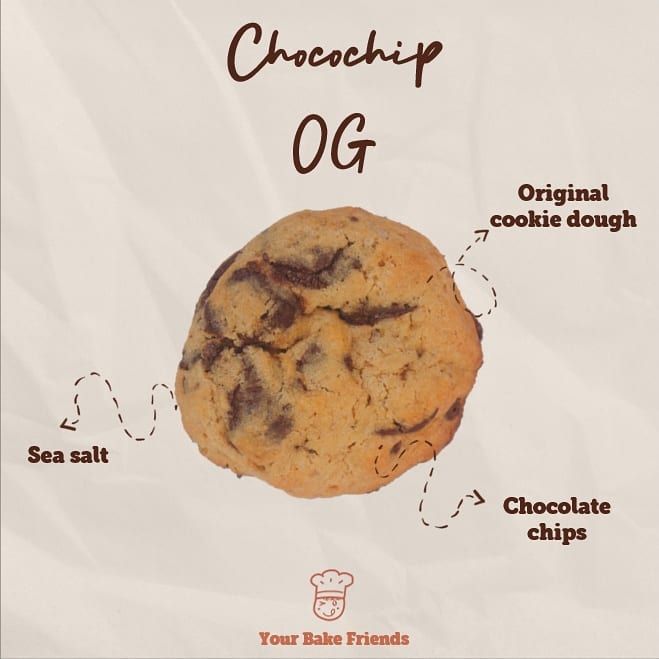 Chocochip
OG
Original
cookie dough
Sea salt
Chocolate
chips
Your Bake Friends